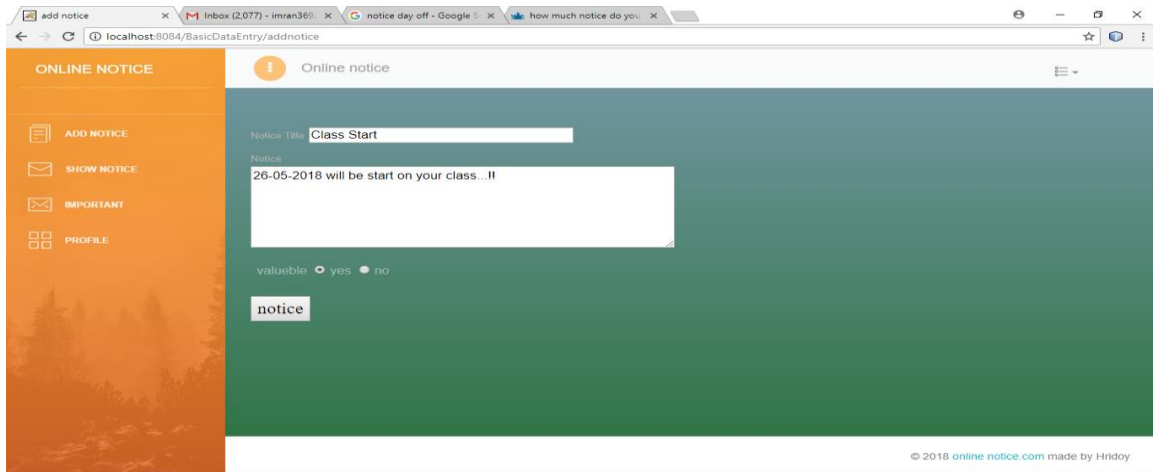 add notice
Inbox (2,077) - imran369
notice day off - Google S
how much notice do you
localhost:8084/BasicDataEntry/addnotice
ONLINE NOTICE
Online notice
ADD NOTICE
SHOW NOTICE
IMPORTANT
PROFILE
Notice Title Class Start
Notice
26-05-2018 will be start on your class...!!
valueble yes no
notice
© 2018 online notice.com made by Hridoy